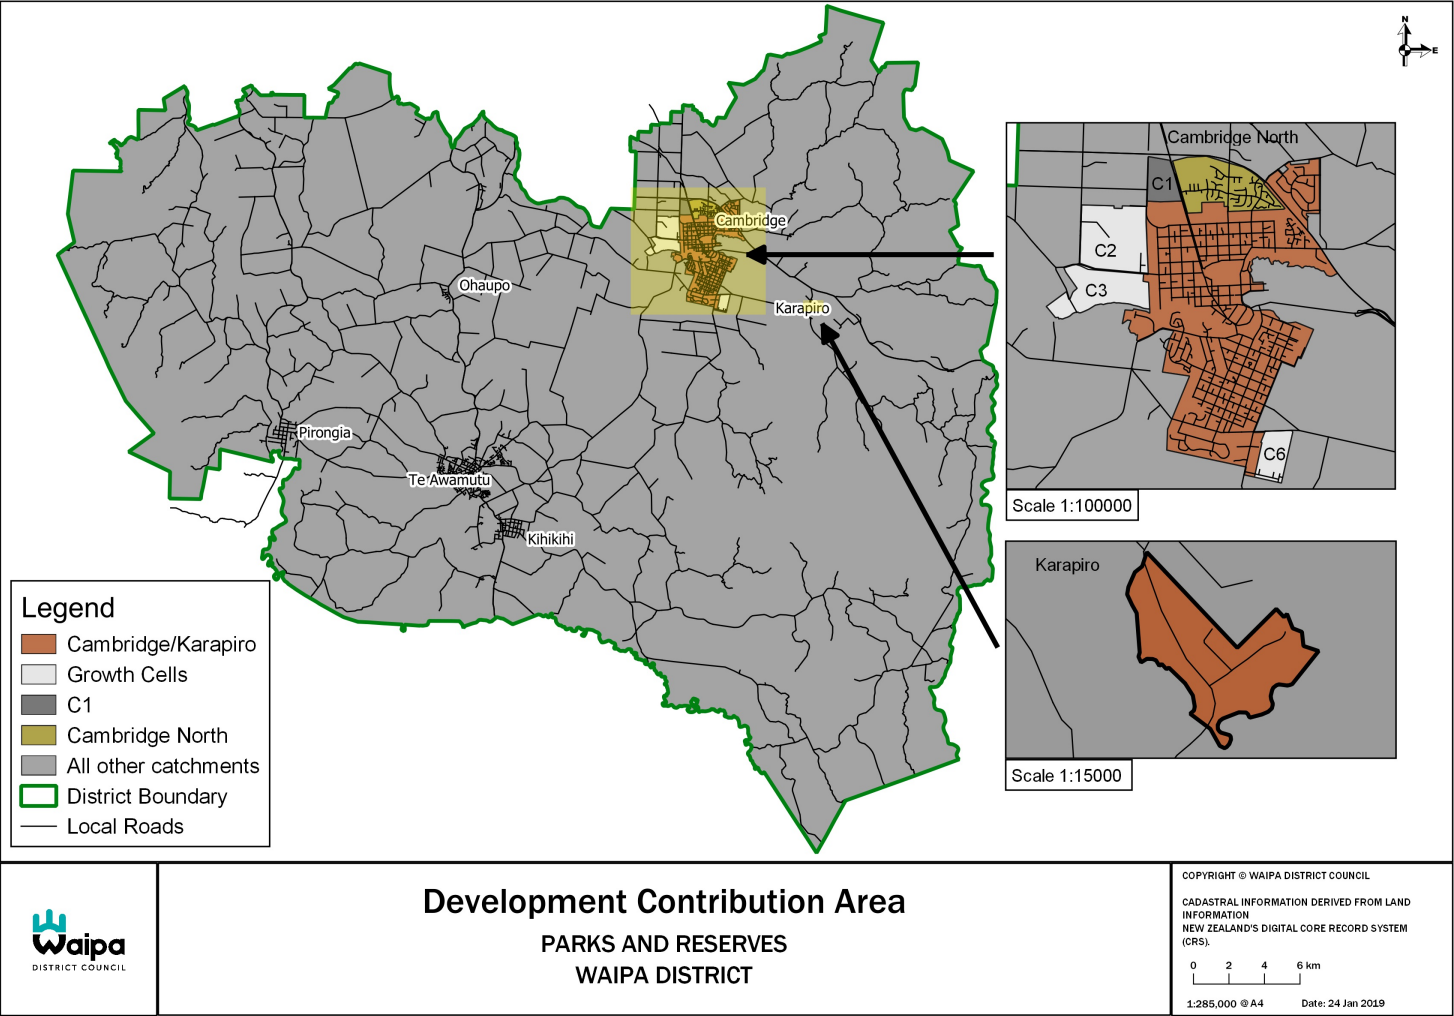 N
E
Cambridge North
C1
C2
C3
C6
Scale 1:100000
Cambridge
Ohaupo
Karapiro
Pirongia
Te Awamutu
Kihikihi
Karapiro
Scale 1:15000
Legend
Cambridge/Karapiro
Growth Cells
C1
Cambridge North
All other catchments
District Boundary
Local Roads
Waipa
DISTRICT COUNCIL
Development Contribution Area
PARKS AND RESERVES
WAIPA DISTRICT
COPYRIGHT © WAIPA DISTRICT COUNCIL
CADASTRAL INFORMATION DERIVED FROM LAND
INFORMATION
NEW ZEALAND'S DIGITAL CORE RECORD SYSTEM
(CRS).
0 2 4 6 km
1:285,000 @ A4 Date: 24 Jan 2019